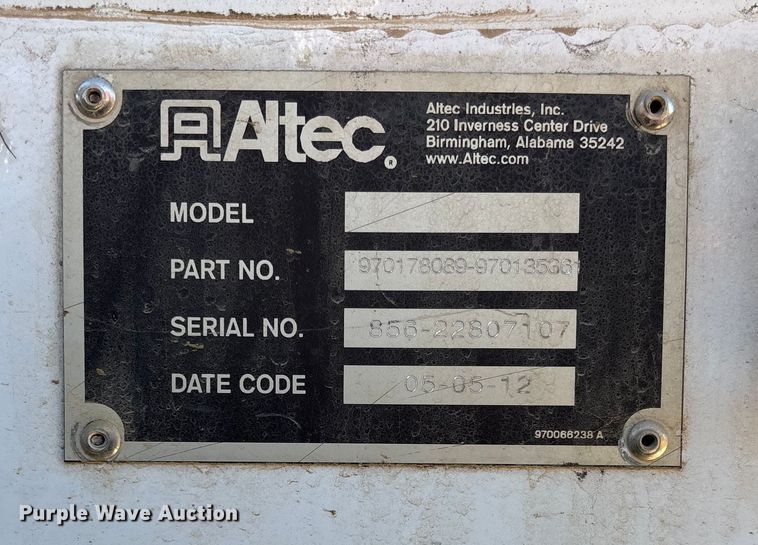 Altec®
Altec Industries, Inc.
210 Inverness Center Drive
Birmingham, Alabama 35242
www.Altec.com
MODEL
PART NO. 970178089-970135361
SERIAL NO. 856-22807107
DATE CODE 05-05-12
970066238 A
Purple Wave Auction